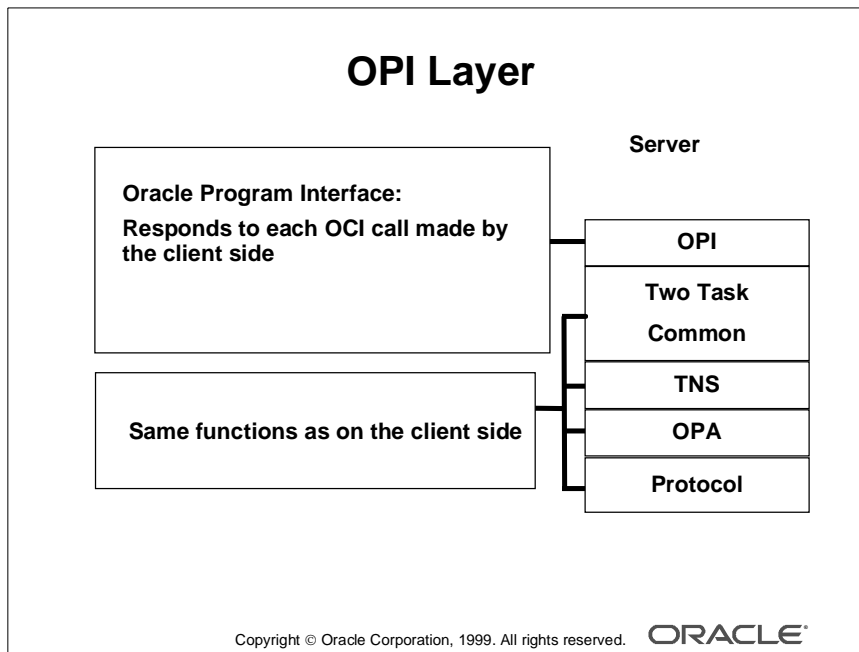 OPI Layer
Server
Oracle Program Interface:
Responds to each OCI call made by
the client side
OPI
Two Task
Common
TNS
OPA
Protocol
Same functions as on the client side
Copyright © Oracle Corporation, 1999. All rights reserved.
ORACLE®